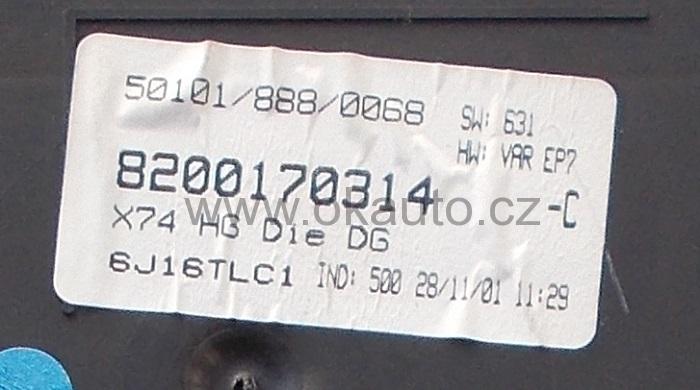 50101/888/0068 SW: 631
HW: VAR EP7
8200170314 -C
www.okauto.cz
X74 HG Die DG
6J16TLC1 IND: 500 28/11/01 11:29